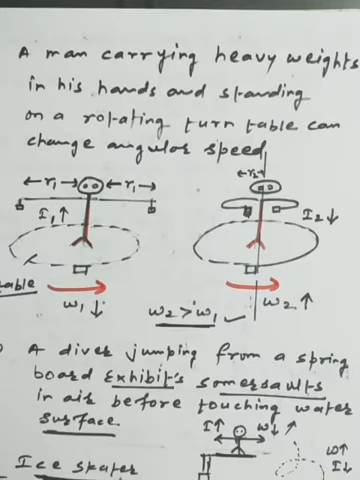 A man carrying heavy weights
in his hands and standing
on a rotating turn table can
change angular speed
←r1→ ←r1→
←r2→
I1↑
I2↓
table
ω1↓
ω2↑
ω2>ω1 ✓
A diver jumping from a spring
board exhibit's somersaults
in air before touching water
surface.
I↑ ω↓
ω↑
I↓
Ice skater